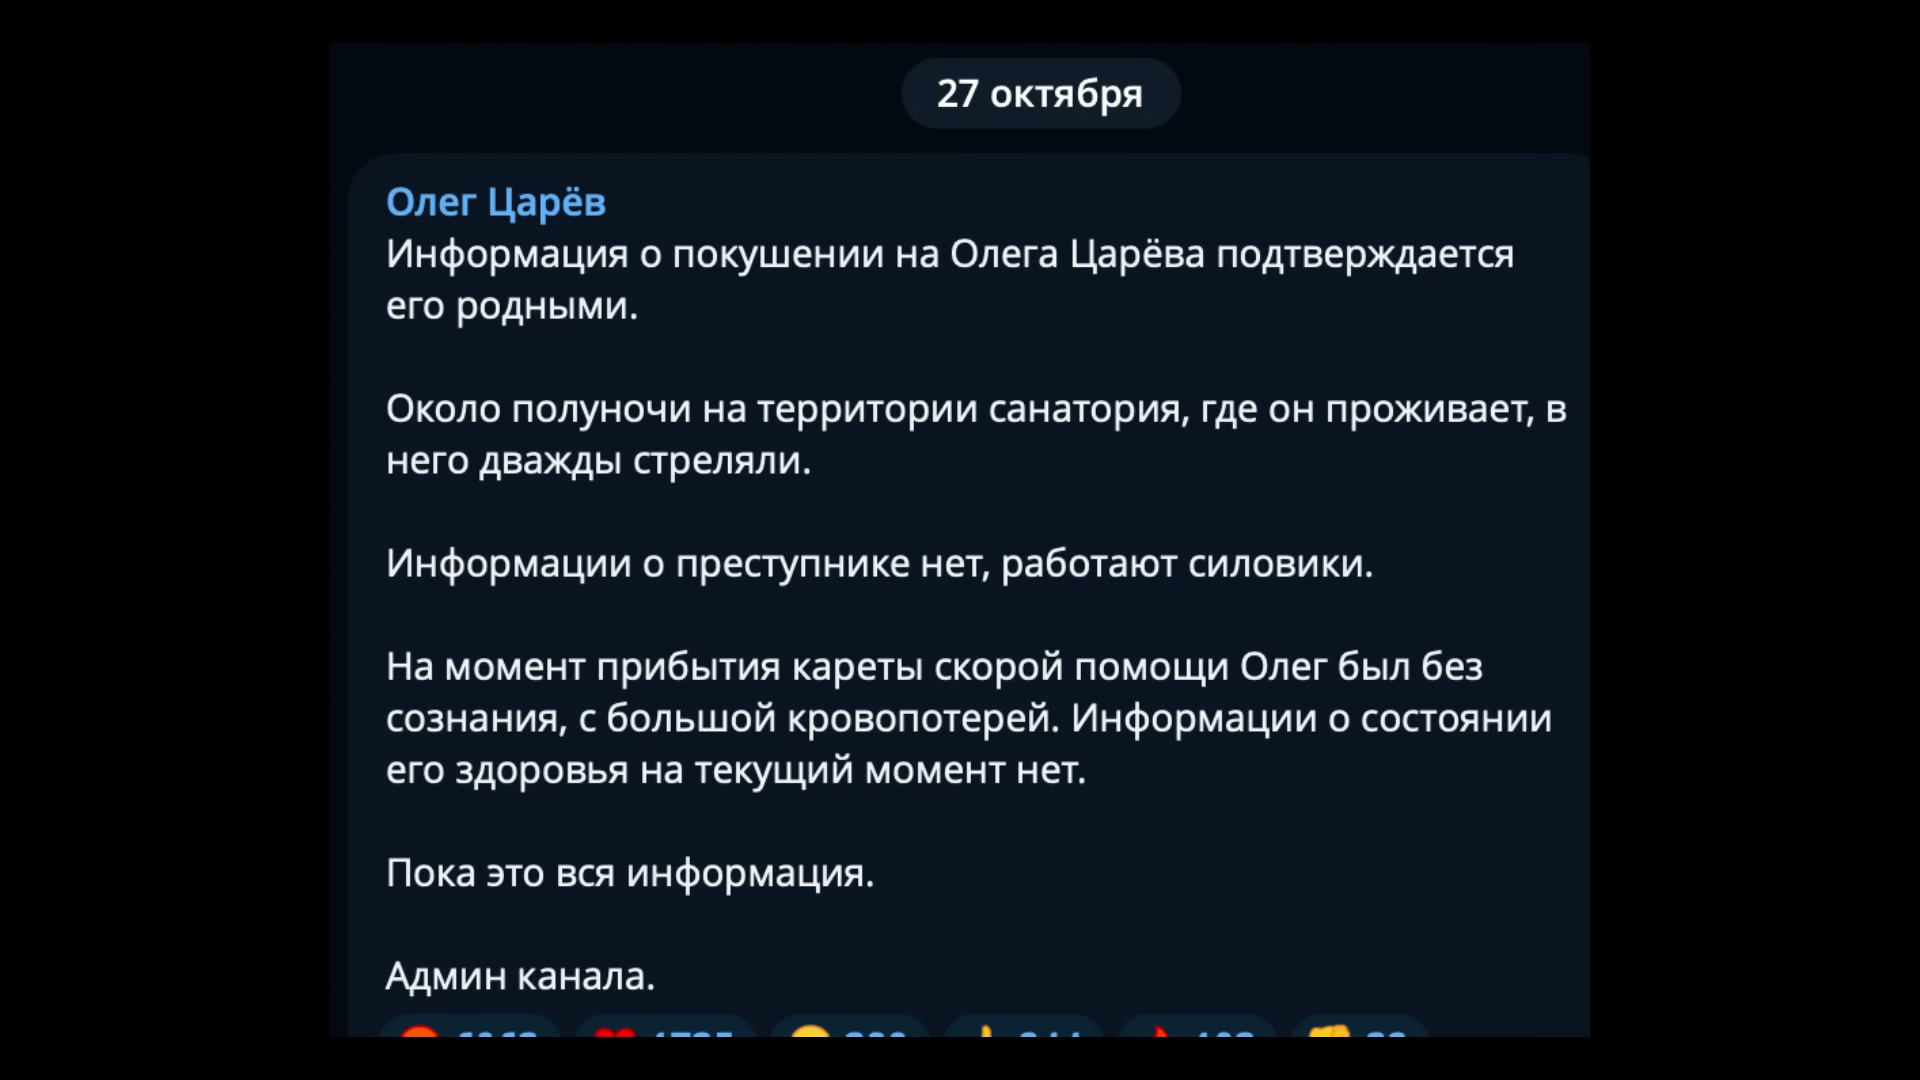 27 октября
Олег Царёв
Информация о покушении на Олега Царёва подтверждается
его родными.
Около полуночи на территории санатория, где он проживает, в
него дважды стреляли.
Информации о преступнике нет, работают силовики.
На момент прибытия кареты скорой помощи Олег был без
сознания, с большой кровопотерей. Информации о состоянии
его здоровья на текущий момент нет.
Пока это вся информация.
Админ канала.